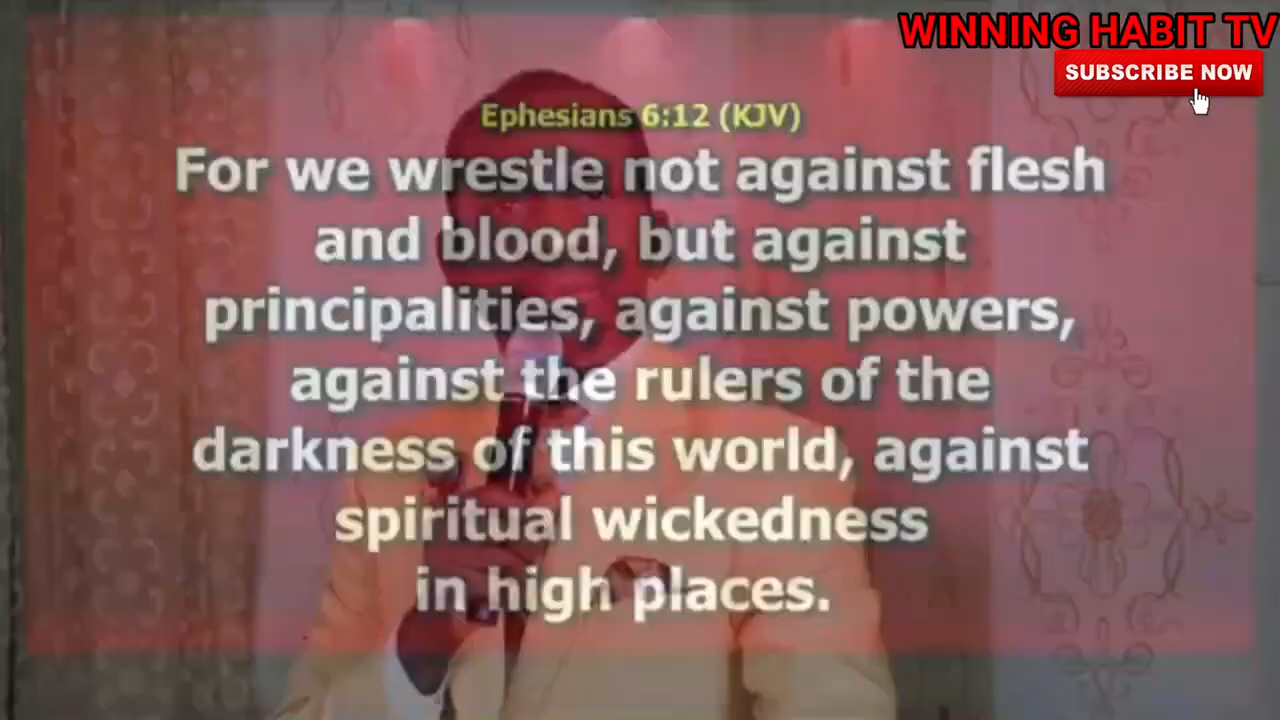 WINNING HABIT TV
SUBSCRIBE NOW
Ephesians 6:12 (KJV)
For we wrestle not against flesh
and blood, but against
principalities, against powers,
against the rulers of the
darkness of this world, against
spiritual wickedness
in high places.